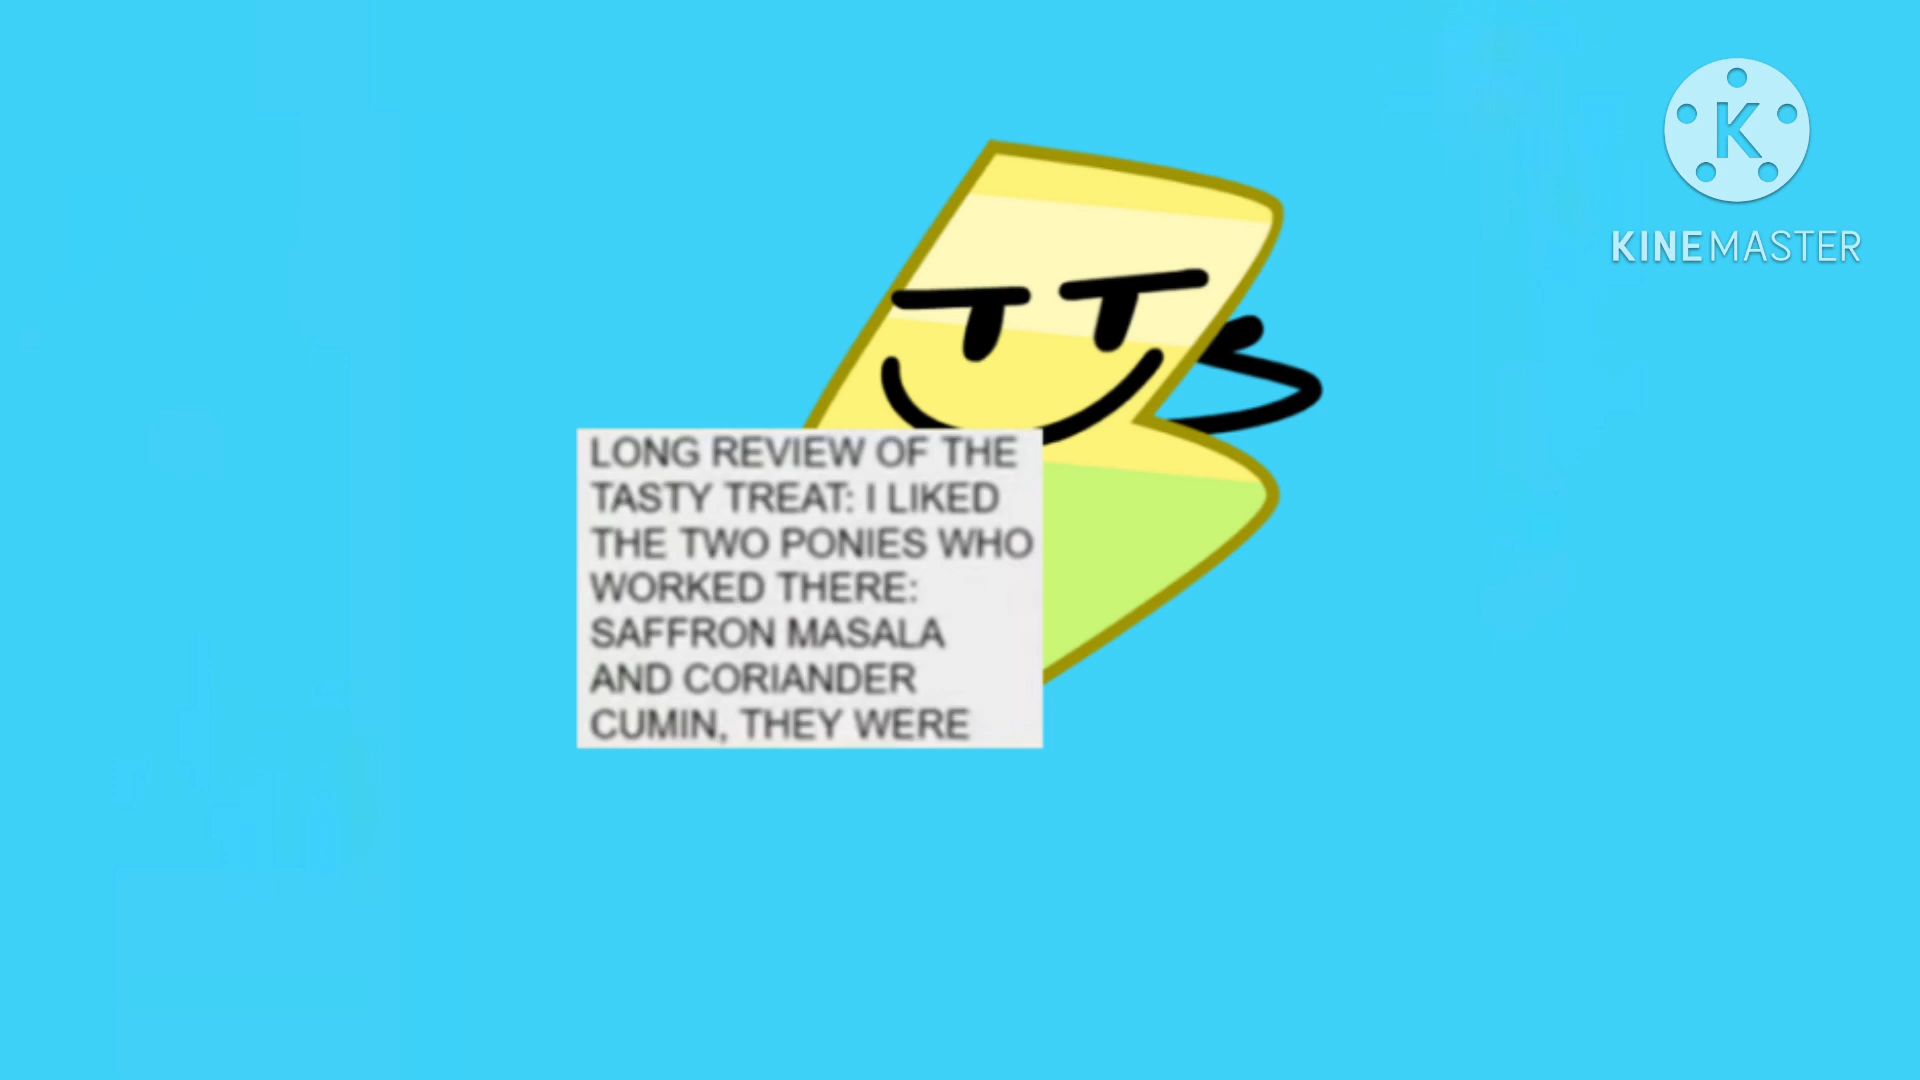 K
KINEMASTER
LONG REVIEW OF THE
TASTY TREAT: I LIKED
THE TWO PONIES WHO
WORKED THERE:
SAFFRON MASALA
AND CORIANDER
CUMIN, THEY WERE